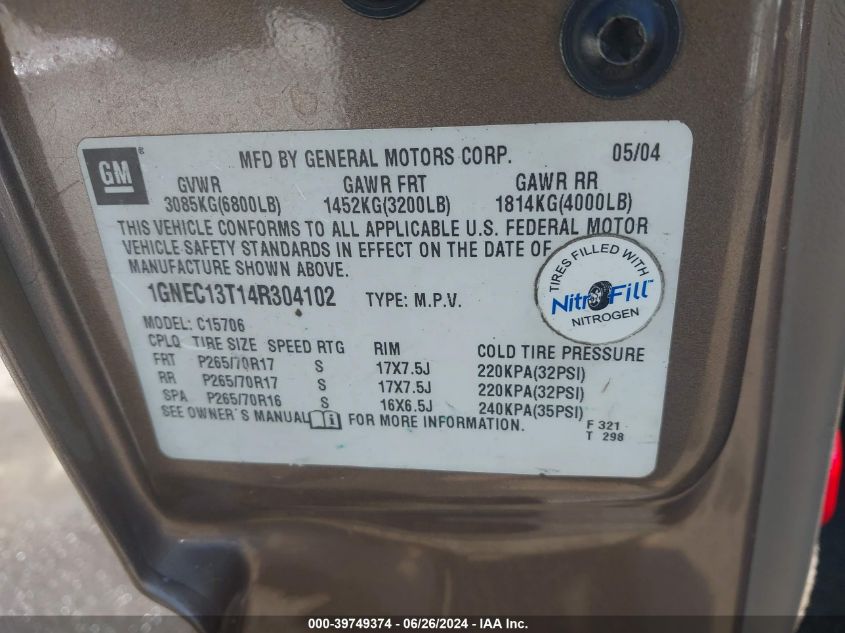 GM ®
MFD BY GENERAL MOTORS CORP. 05/04
GVWR GAWR FRT GAWR RR
3085KG(6800LB) 1452KG(3200LB) 1814KG(4000LB)
THIS VEHICLE CONFORMS TO ALL APPLICABLE U.S. FEDERAL MOTOR
VEHICLE SAFETY STANDARDS IN EFFECT ON THE DATE OF
MANUFACTURE SHOWN ABOVE.
1GNEC13T14R304102 TYPE: M.P.V.
TIRES FILLED WITH
NitroFill
NITROGEN
MODEL: C15706
CPLQ TIRE SIZE SPEED RTG RIM COLD TIRE PRESSURE
FRT P265/70R17 S 17X7.5J 220KPA(32PSI)
RR P265/70R17 S 17X7.5J 220KPA(32PSI)
SPA P265/70R16 S 16X6.5J 240KPA(35PSI)
SEE OWNER'S MANUAL FOR MORE INFORMATION.
F 321
T 298
000-39749374 - 06/26/2024 - IAA Inc.